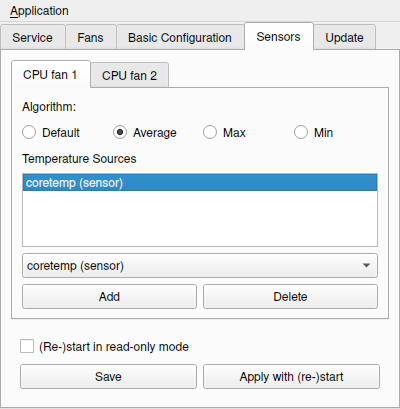 Application
Service Fans Basic Configuration Sensors Update
CPU fan 1 CPU fan 2
Algorithm:
Default Average Max Min
Temperature Sources
coretemp (sensor)
coretemp (sensor)
Add Delete
(Re-)start in read-only mode
Save Apply with (re-)start